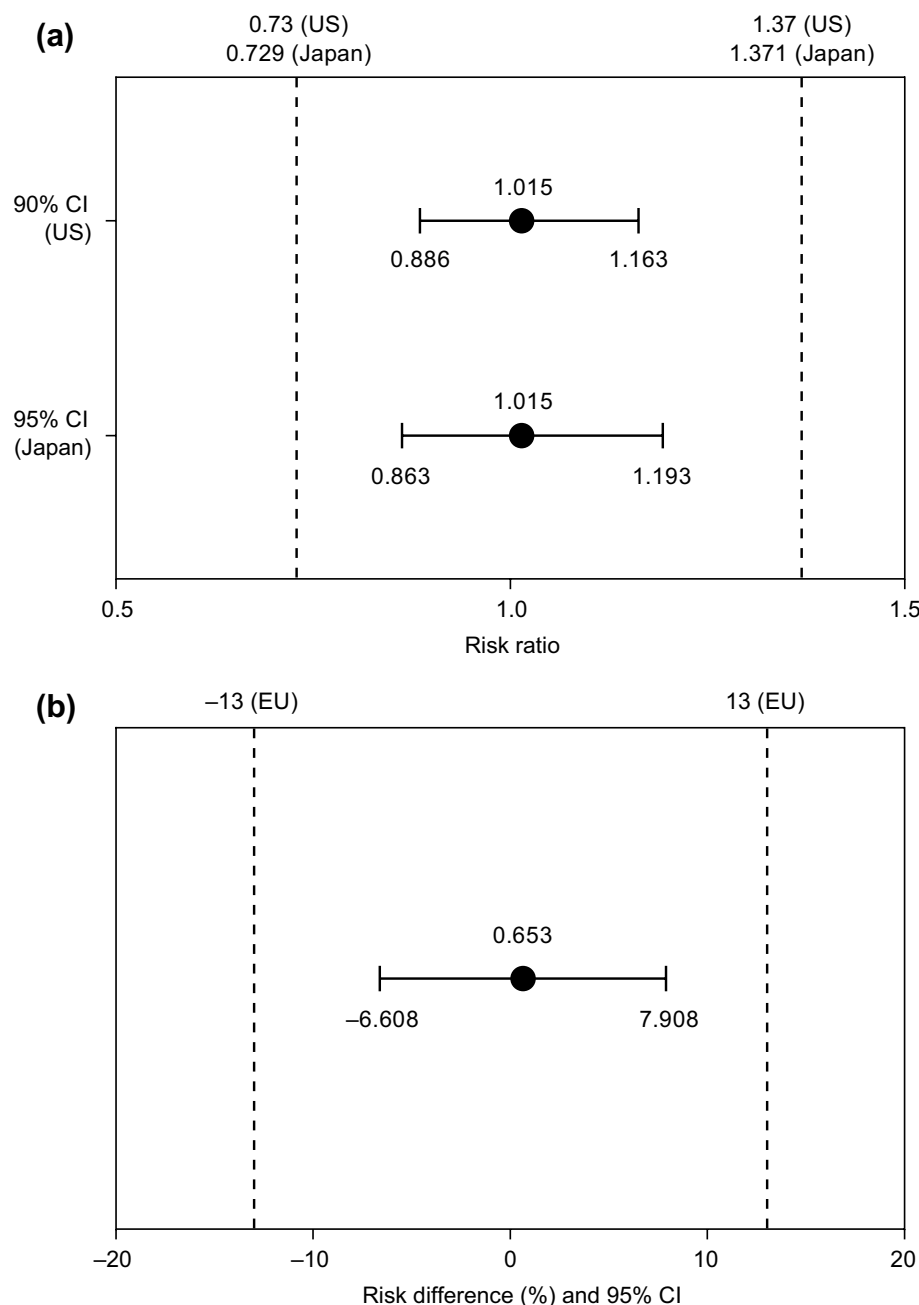 (a)
0.73 (US)
0.729 (Japan)
1.37 (US)
1.371 (Japan)
90% CI
(US)
1.015
0.886
1.163
95% CI
(Japan)
1.015
0.863
1.193
0.5
1.0
1.5
Risk ratio
(b)
–13 (EU)
13 (EU)
0.653
–6.608
7.908
–20
–10
0
10
20
Risk difference (%) and 95% CI